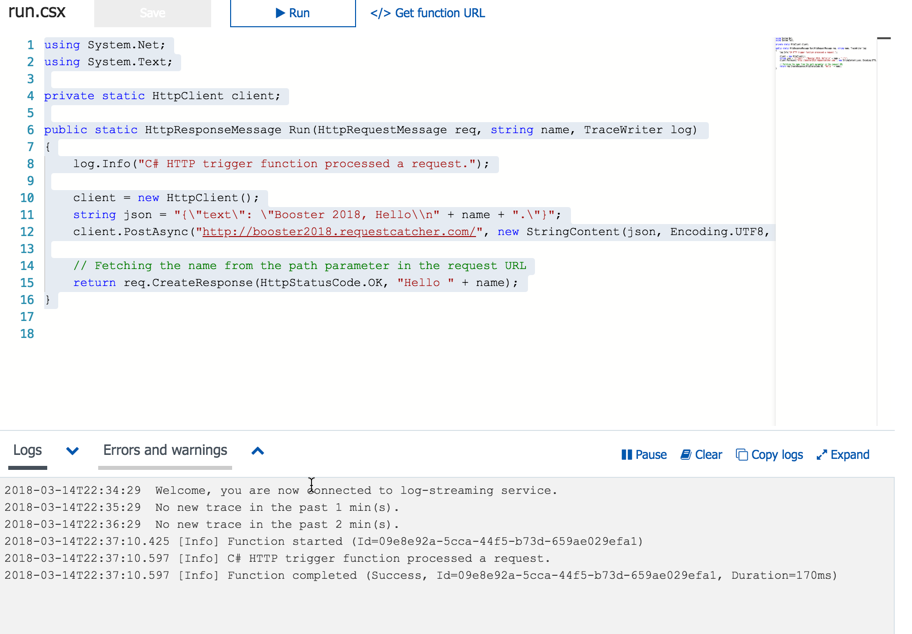 run.csx Save Run </> Get function URL
1 using System.Net;
2 using System.Text;
3
4 private static HttpClient client;
5
6 public static HttpResponseMessage Run(HttpRequestMessage req, string name, TraceWriter log)
7 {
8 log.Info("C# HTTP trigger function processed a request.");
9
10 client = new HttpClient();
11 string json = "{\"text\": \"Booster 2018, Hello\\n" + name + ".\"}";
12 client.PostAsync("http://booster2018.requestcatcher.com/", new StringContent(json, Encoding.UTF8,
13
14 // Fetching the name from the path parameter in the request URL
15 return req.CreateResponse(HttpStatusCode.OK, "Hello " + name);
16 }
17
18
Logs Errors and warnings Pause Clear Copy logs Expand
2018-03-14T22:34:29 Welcome, you are now connected to log-streaming service.
2018-03-14T22:35:29 No new trace in the past 1 min(s).
2018-03-14T22:36:29 No new trace in the past 2 min(s).
2018-03-14T22:37:10.425 [Info] Function started (Id=09e8e92a-5cca-44f5-b73d-659ae029efa1)
2018-03-14T22:37:10.597 [Info] C# HTTP trigger function processed a request.
2018-03-14T22:37:10.597 [Info] Function completed (Success, Id=09e8e92a-5cca-44f5-b73d-659ae029efa1, Duration=170ms)